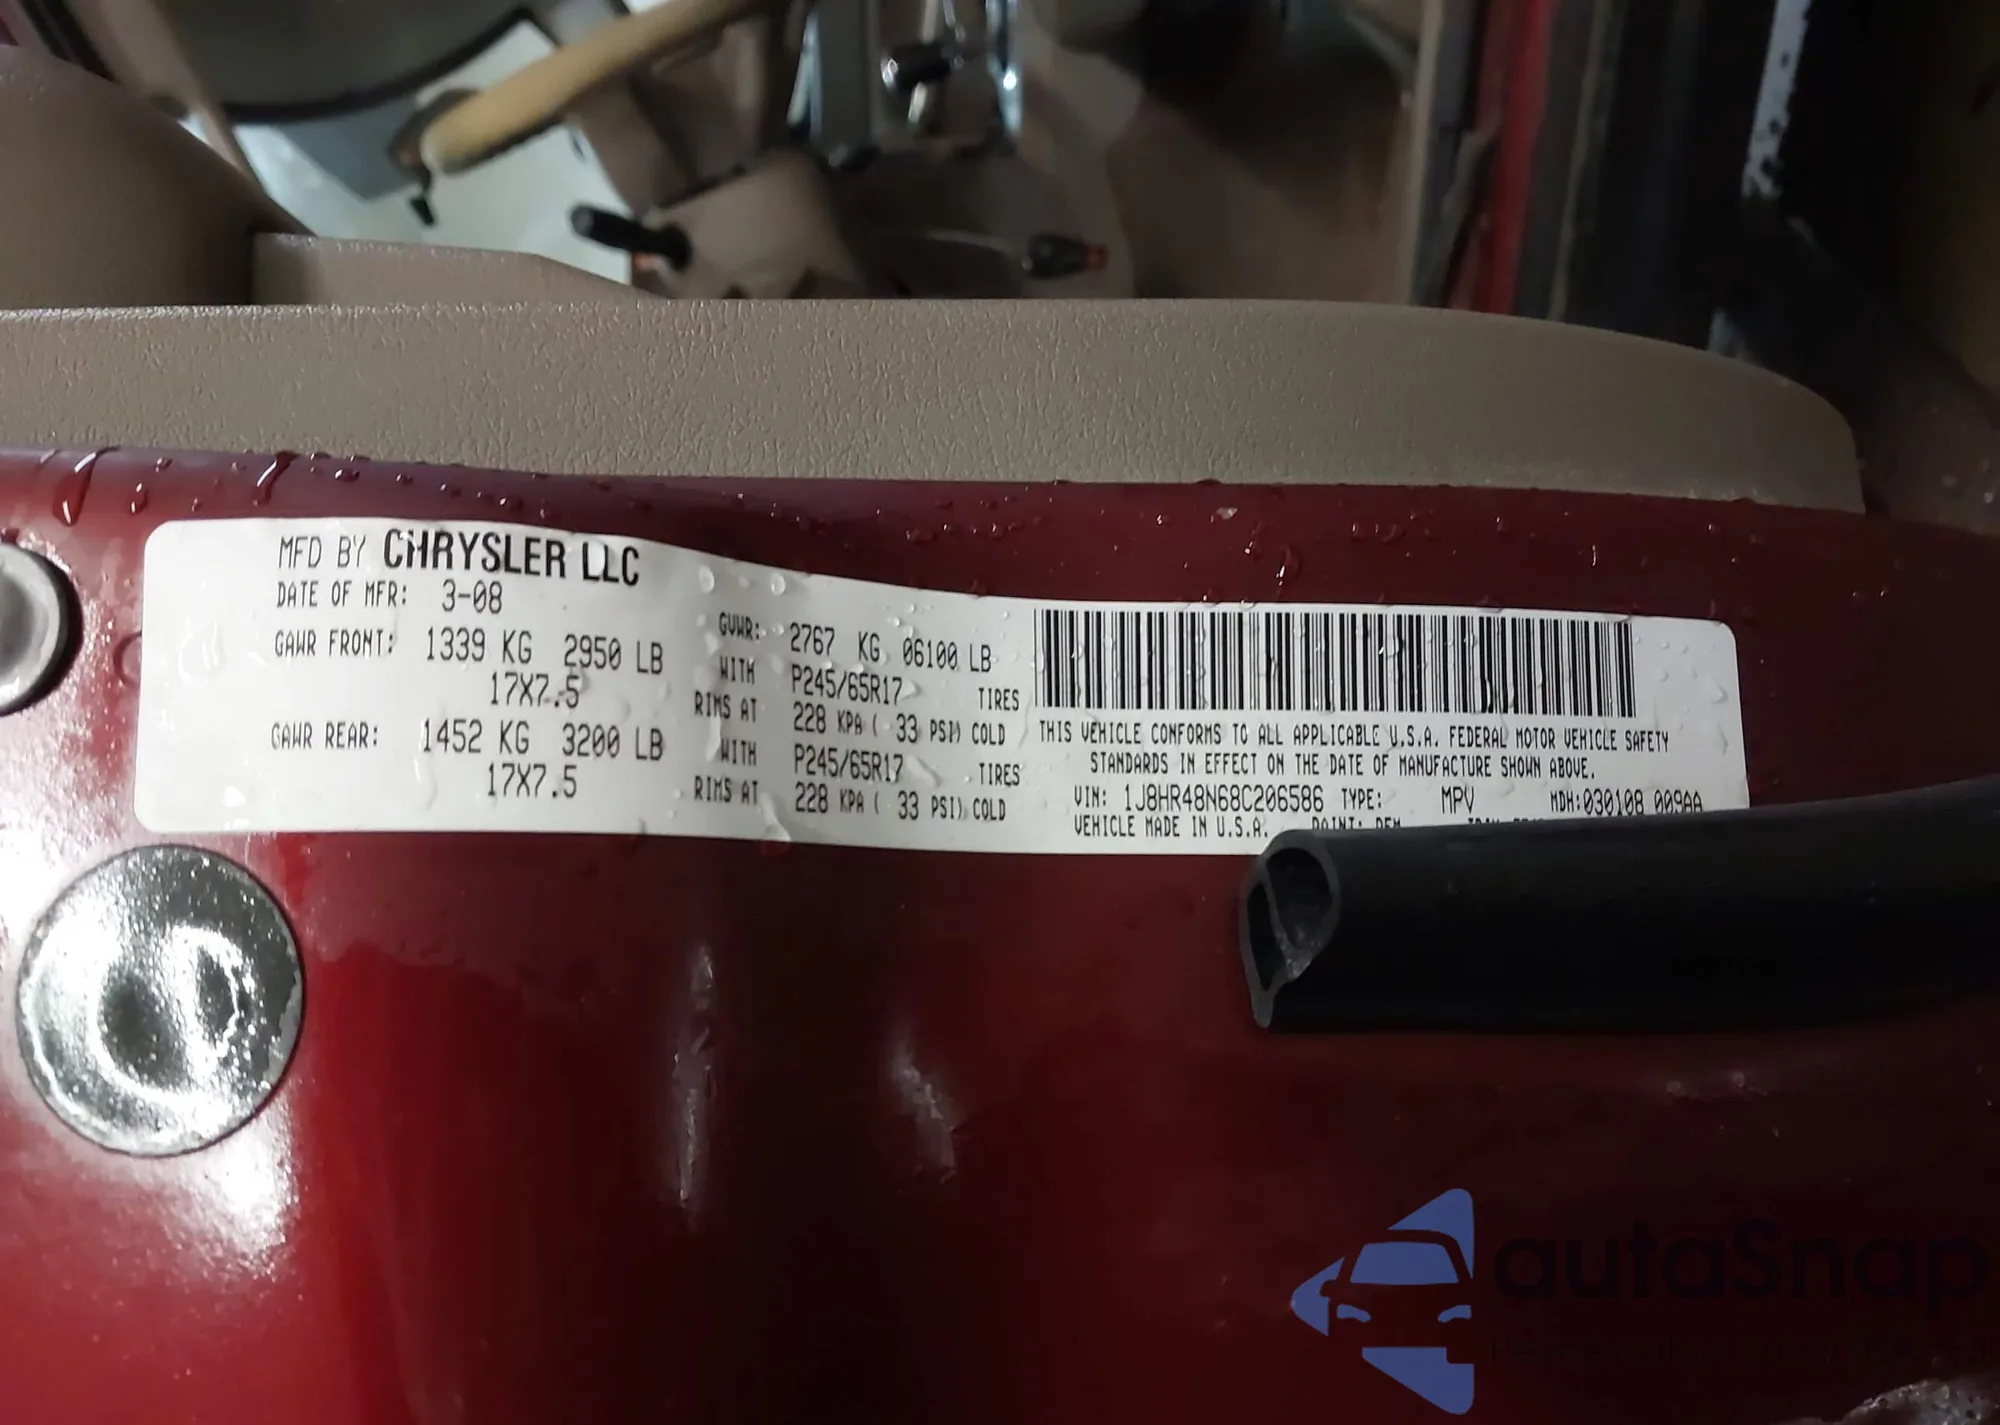 MFD BY CHRYSLER LLC
DATE OF MFR: 3-08
GAWR FRONT: 1339 KG 2950 LB
17X7.5
GAWR REAR: 1452 KG 3200 LB
17X7.5
GVWR: 2767 KG 06100 LB
WITH P245/65R17 TIRES
RIMS AT 228 KPA ( 33 PSI) COLD
WITH P245/65R17 TIRES
RIMS AT 228 KPA ( 33 PSI) COLD
THIS VEHICLE CONFORMS TO ALL APPLICABLE U.S.A. FEDERAL MOTOR VEHICLE SAFETY
STANDARDS IN EFFECT ON THE DATE OF MANUFACTURE SHOWN ABOVE.
VIN: 1J8HR48N68C206586 TYPE: MPV MDH:030108 009AA
VEHICLE MADE IN U.S.A. PAINT:
autaSnap